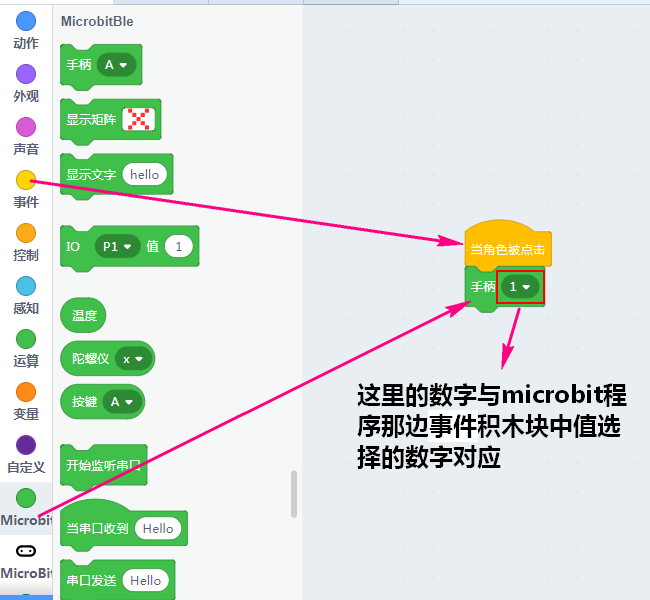 动作
外观
声音
事件
控制
感知
运算
变量
自定义
Microbit
MicroBit
MicrobitBle
手柄 A
显示矩阵
显示文字 hello
IO P1 值 1
温度
陀螺仪 x
按键 A
开始监听串口
当串口收到 Hello
串口发送 Hello
当角色被点击
手柄 1
这里的数字与microbit程
序那边事件积木块中值选
择的数字对应